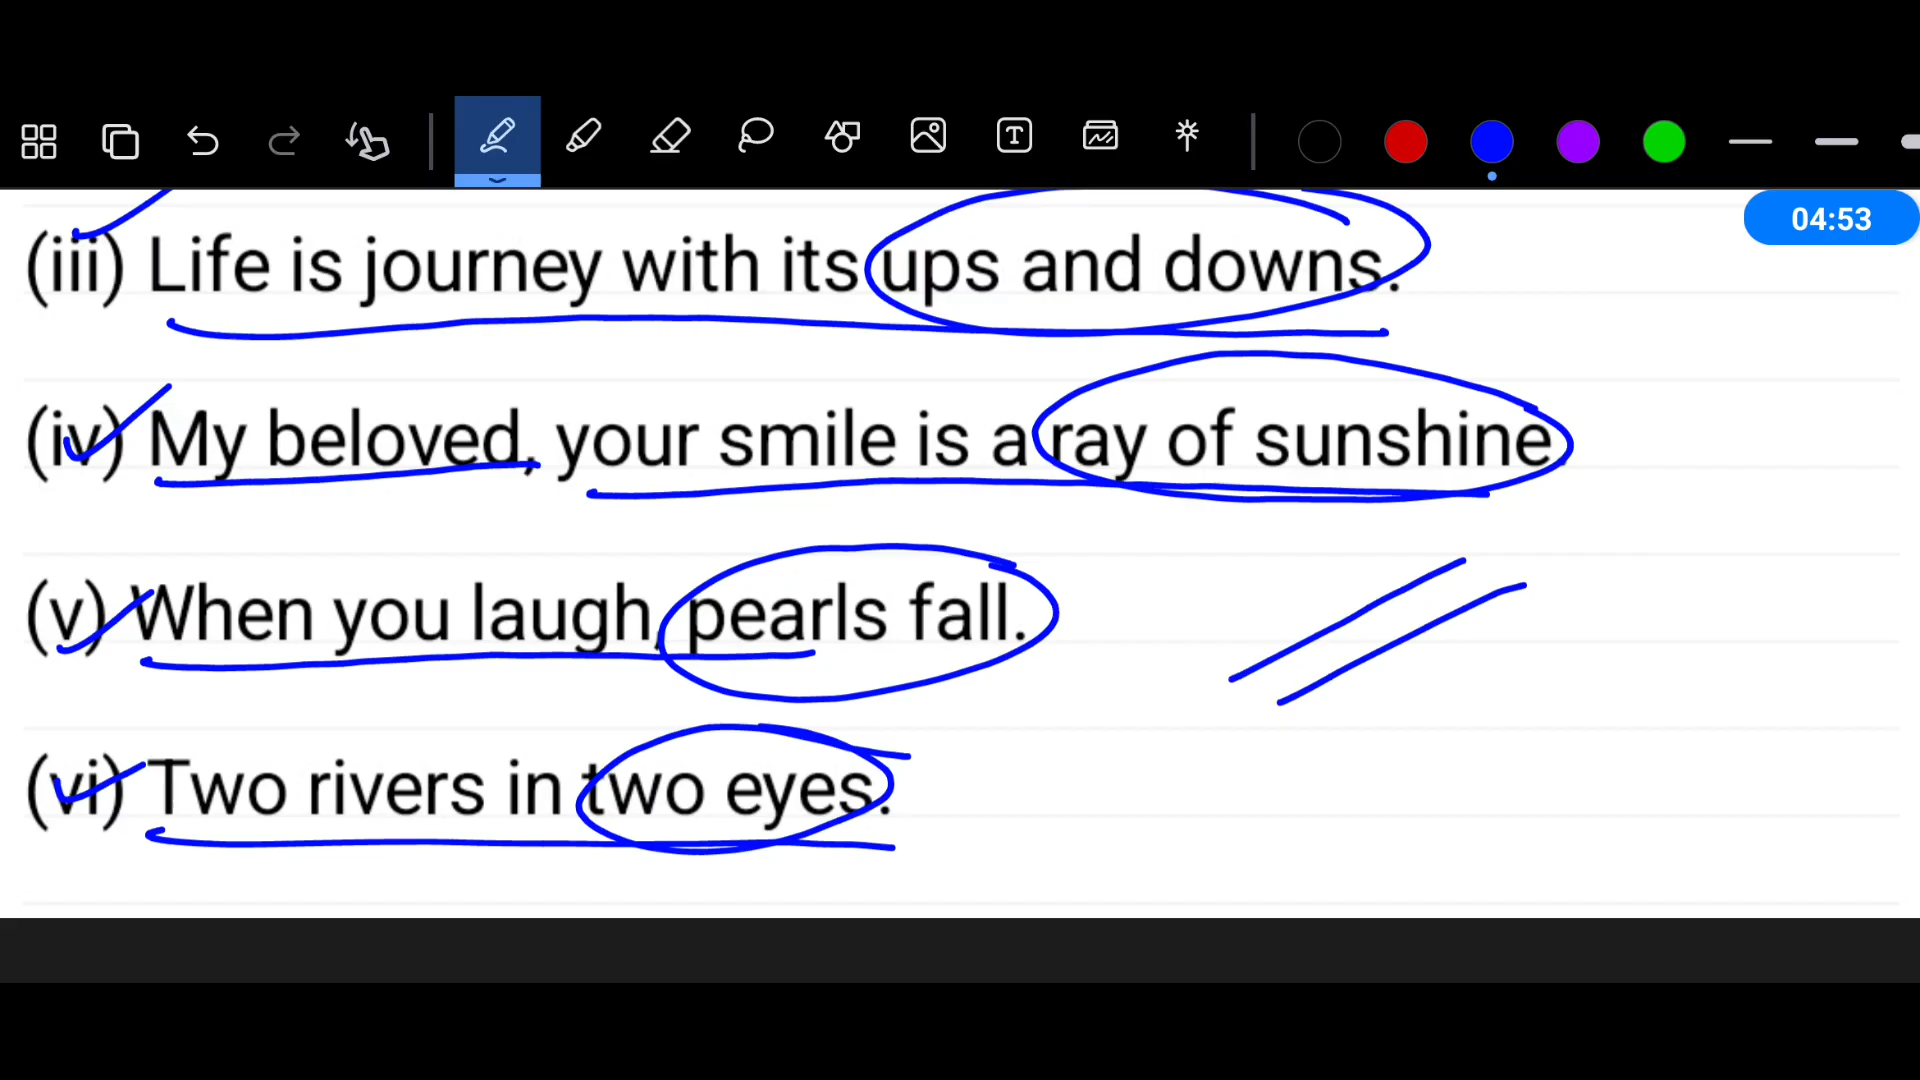 04:53
(iii) Life is journey with its ups and downs.
(iv) My beloved, your smile is a ray of sunshine.
(v) When you laugh, pearls fall.
(vi) Two rivers in two eyes.